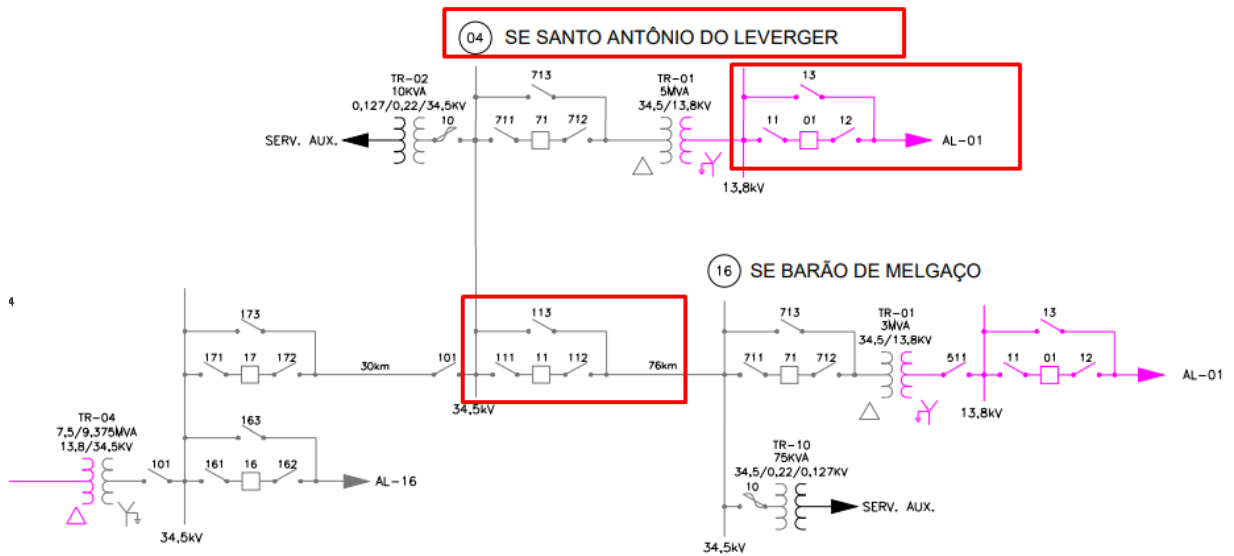 04 SE SANTO ANTÔNIO DO LEVERGER
TR-02
10KVA
0,127/0,22/34,5KV
10
SERV. AUX.
713
711 71 712
TR-01
5MVA
34,5/13,8KV
13
11 01 12
AL-01
13,8kV
16 SE BARÃO DE MELGAÇO
4
173
171 17 172
30km
101
113
111 11 112
76km
34,5kV
713
711 71 712
TR-01
3MVA
34,5/13,8KV
511
13
11 01 12
AL-01
13,8kV
TR-04
7,5/9,375MVA
13,8/34,5KV
101
163
161 16 162
AL-16
34,5kV
TR-10
75KVA
34,5/0,22/0,127KV
10
SERV. AUX.
34,5kV